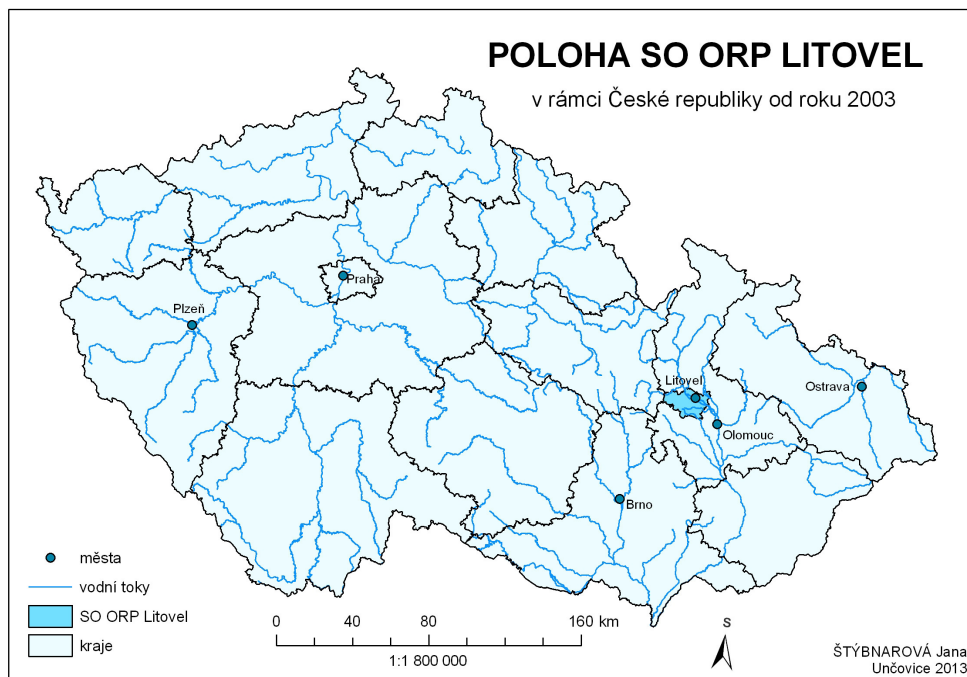 POLOHA SO ORP LITOVEL
v rámci České republiky od roku 2003
Praha
Plzeň
Litovel
Ostrava
Olomouc
Brno
města
vodní toky
SO ORP Litovel
kraje
0 40 80 160 km
1:1 800 000
S
ŠTÝBNAROVÁ Jana
Unčovice 2013